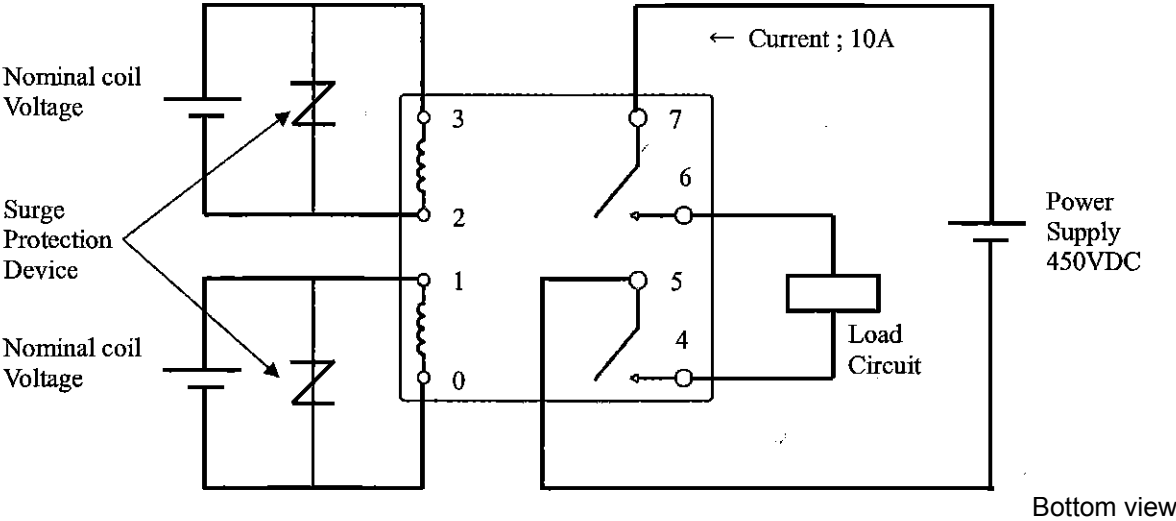 ← Current ; 10A
Nominal coil
Voltage
3
7
6
2
Surge
Protection
Device
Power
Supply
450VDC
1
5
Nominal coil
Voltage
4
Load
Circuit
0
Bottom view